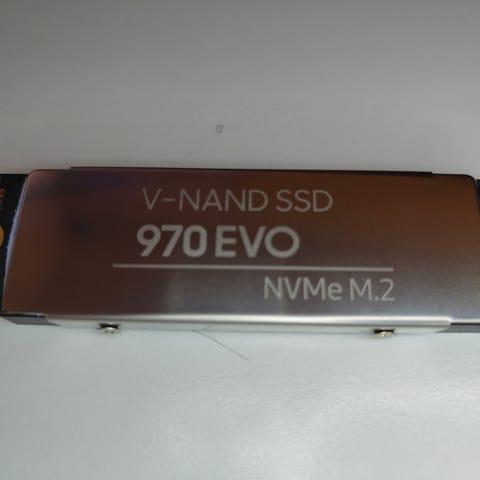 V-NAND SSD
970 EVO
NVMe M.2